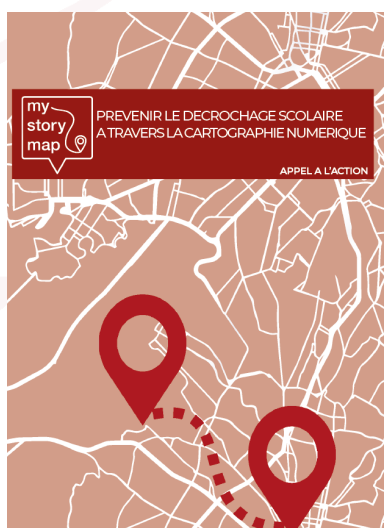 my
story
map
PREVENIR LE DECROCHAGE SCOLAIRE
A TRAVERS LA CARTOGRAPHIE NUMERIQUE
APPEL A L'ACTION